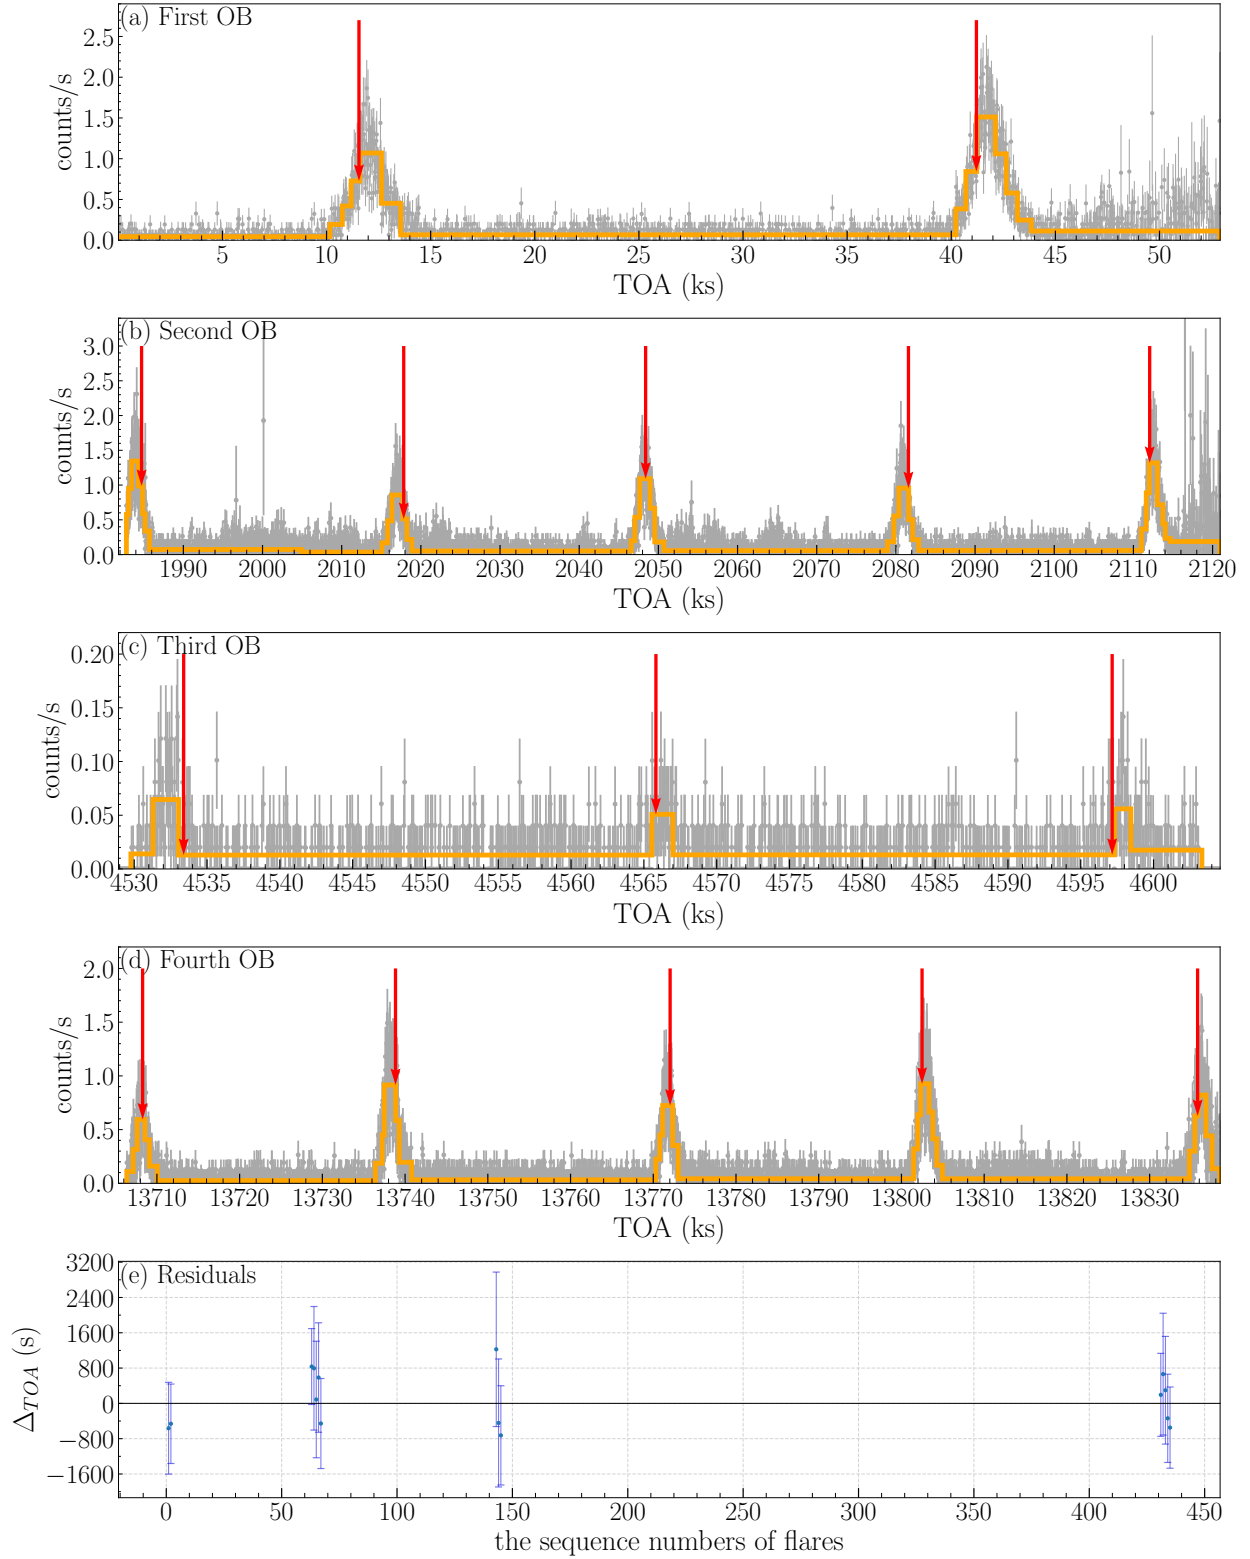 (a) First OB
counts/s
2.5
2.0
1.5
1.0
0.5
0.0
5 10 15 20 25 30 35 40 45 50
TOA (ks)
(b) Second OB
counts/s
3.0
2.5
2.0
1.5
1.0
0.5
0.0
1990 2000 2010 2020 2030 2040 2050 2060 2070 2080 2090 2100 2110 2120
TOA (ks)
(c) Third OB
counts/s
0.20
0.15
0.10
0.05
0.00
4530 4535 4540 4545 4550 4555 4560 4565 4570 4575 4580 4585 4590 4595 4600
TOA (ks)
(d) Fourth OB
counts/s
2.0
1.5
1.0
0.5
0.0
13710 13720 13730 13740 13750 13760 13770 13780 13790 13800 13810 13820 13830
TOA (ks)
(e) Residuals
Δ_TOA (s)
3200
2400
1600
800
0
−800
−1600
0 50 100 150 200 250 300 350 400 450
the sequence numbers of flares